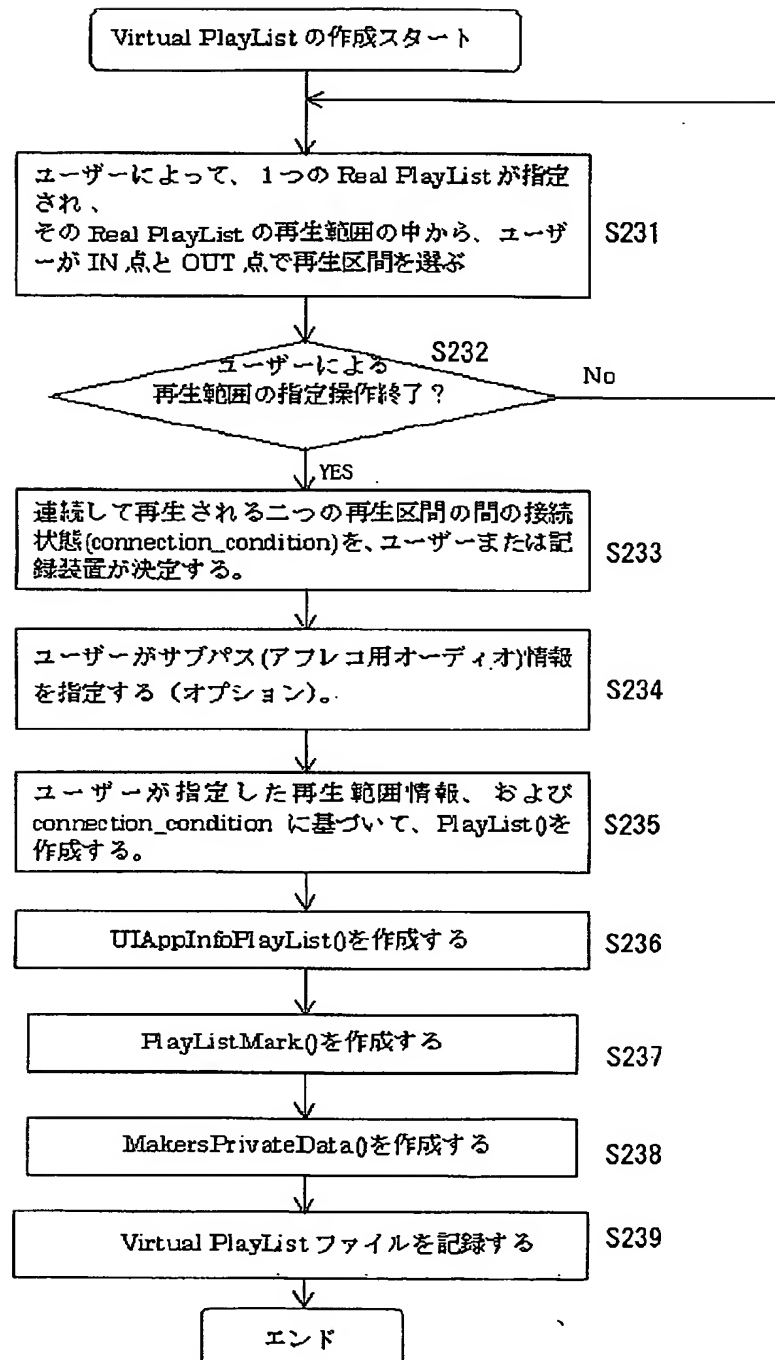 Virtual PlayList の作成スタート
ユーザーによって、1つの Real PlayList が指定
され、
その Real PlayList の再生範囲の中から、ユーザ
ーが IN 点と OUT 点で再生区間を選ぶ
S231
S232
ユーザーによる
再生範囲の指定操作終了？
No
YES
連続して再生される二つの再生区間の間の接続
状態(connection_condition)を、ユーザーまたは記
録装置が決定する。
S233
ユーザーがサブパス(アフレコ用オーディオ)情報
を指定する（オプション）。
S234
ユーザーが指定した再生範囲情報、および
connection_condition に基づいて、PlayList()を
作成する。
S235
UIAppInfoPlayList()を作成する
S236
PlayListMark()を作成する
S237
MakersPrivateData()を作成する
S238
Virtual PlayList ファイルを記録する
S239
エンド